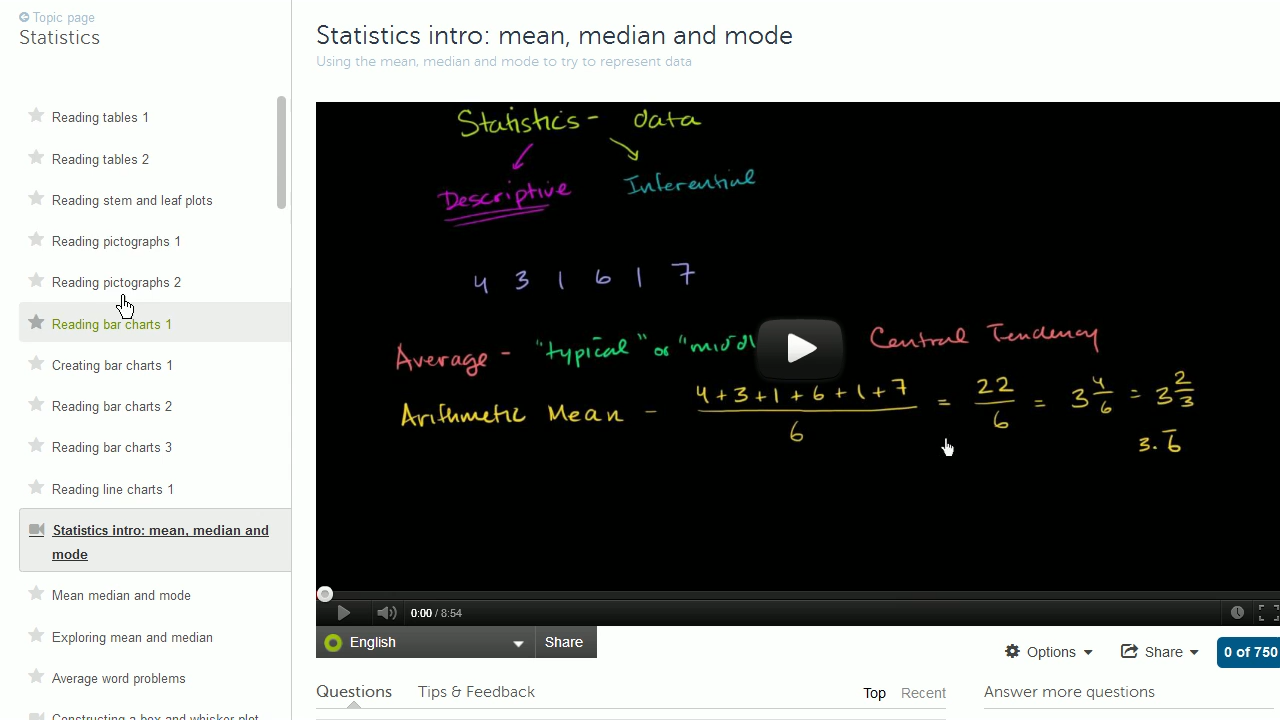 Topic page
Statistics
Reading tables 1
Reading tables 2
Reading stem and leaf plots
Reading pictographs 1
Reading pictographs 2
Reading bar charts 1
Creating bar charts 1
Reading bar charts 2
Reading bar charts 3
Reading line charts 1
Statistics intro: mean, median and
mode
Mean median and mode
Exploring mean and median
Average word problems
Constructing a box and whisker plot
Statistics intro: mean, median and mode
Using the mean, median and mode to try to represent data
Statistics - data
Descriptive Inferential
4 3 1 6 1 7
Average - "typical" or "middl Central Tendency
Arithmetic Mean - 4+3+1+6+1+7 / 6 = 22 / 6 = 3 4/6 = 3 2/3
3.6̅
0:00 / 8:54
English Share
Options Share 0 of 750
Questions Tips & Feedback Top Recent Answer more questions